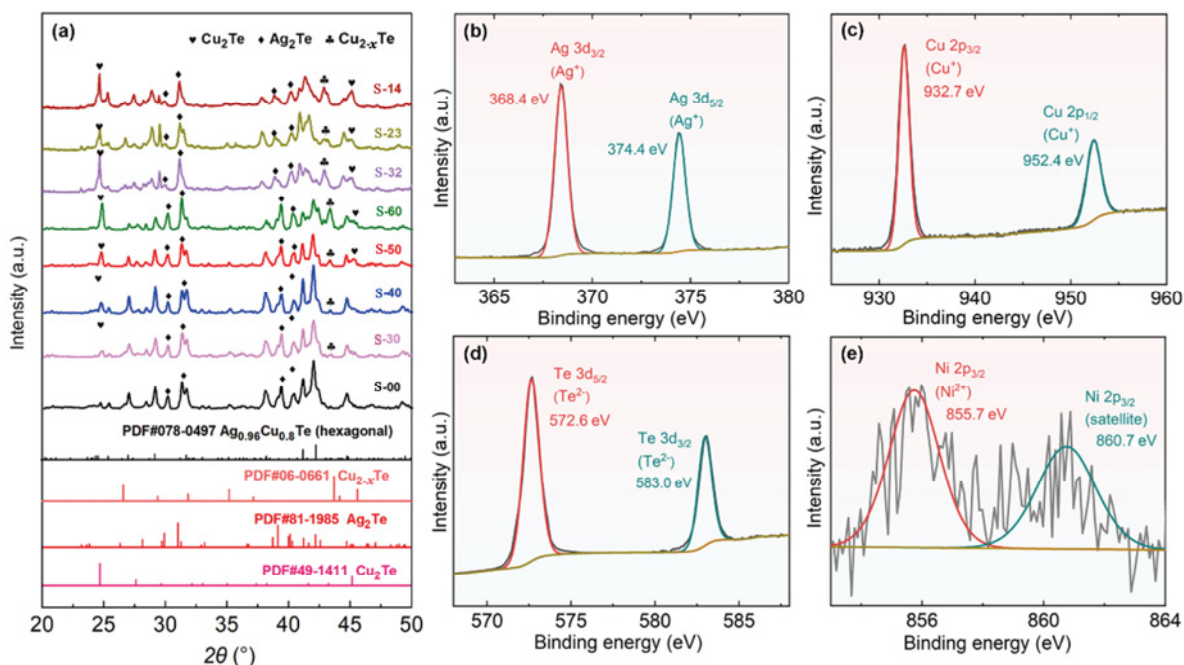 (a)
♥ Cu₂Te ♦ Ag₂Te ♣ Cu₂₋ₓTe
S-14
S-23
S-32
S-60
S-50
S-40
S-30
S-00
PDF#078-0497 Ag₀.₉₆Cu₀.₈Te (hexagonal)
PDF#06-0661 Cu₂₋ₓTe
PDF#81-1985 Ag₂Te
PDF#49-1411 Cu₂Te
Intensity (a.u.)
20 25 30 35 40 45 50
2θ (°)
(b)
Ag 3d₃/₂
(Ag⁺)
368.4 eV
Ag 3d₅/₂
(Ag⁺)
374.4 eV
Intensity (a.u.)
365 370 375 380
Binding energy (eV)
(c)
Cu 2p₃/₂
(Cu⁺)
932.7 eV
Cu 2p₁/₂
(Cu⁺)
952.4 eV
Intensity (a.u.)
930 940 950 960
Binding energy (eV)
(d)
Te 3d₅/₂
(Te²⁻)
572.6 eV
Te 3d₃/₂
(Te²⁻)
583.0 eV
Intensity (a.u.)
570 575 580 585
Binding energy (eV)
(e)
Ni 2p₃/₂
(Ni²⁺)
855.7 eV
Ni 2p₃/₂
(satellite)
860.7 eV
Intensity (a.u.)
856 860 864
Binding energy (eV)